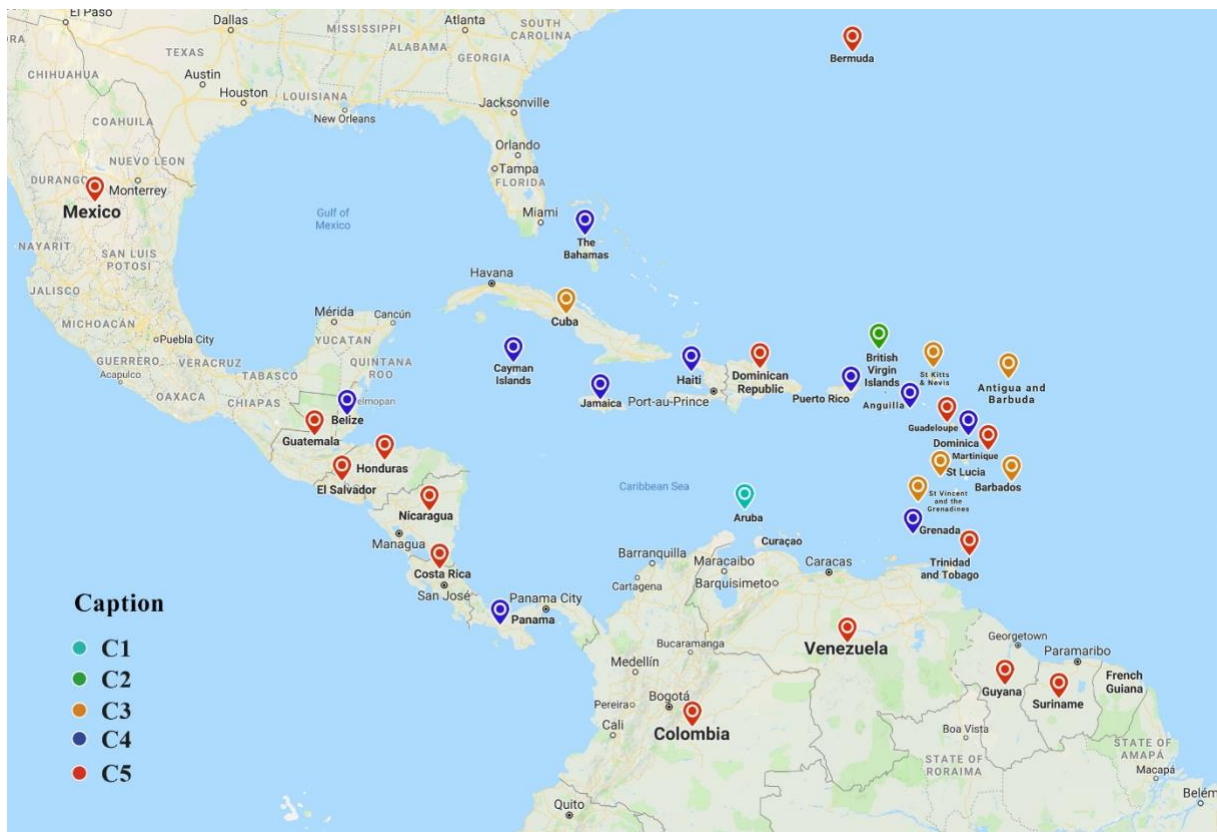 El Paso
Dallas
Atlanta
SOUTH
CAROLINA
MISSISSIPPI
ALABAMA
TEXAS
GEORGIA
CHIHUAHUA
Austin
Houston
LOUISIANA
Jacksonville
New Orleans
COAHUILA
Bermuda
Orlando
Tampa
FLORIDA
NUEVO LEON
DURANGO
Monterrey
Mexico
Gulf of
Mexico
Miami
The
Bahamas
NAYARIT
SAN LUIS
POTOSI
JALISCO
Havana
Cuba
Mérida
Cancún
MICHOACÁN
Puebla City
YUCATAN
QUINTANA
ROO
GUERRERO
VERACRUZ
Acapulco
TABASCO
OAXACA
CHIAPAS
Cayman
Islands
Jamaica
Haiti
Port-au-Prince
Dominican
Republic
British
Virgin
Islands
Puerto Rico
St Kitts
& Nevis
Anguilla
Antigua and
Barbuda
elmopan
Belize
Guatemala
Honduras
El Salvador
Guadeloupe
Dominica
Martinique
St Lucia
Barbados
St Vincent
and the
Grenadines
Caribbean Sea
Nicaragua
Managua
Aruba
Curaçao
Grenada
Trinidad
and Tobago
Costa Rica
San José
Barranquilla
Maracaibo
Caracas
Cartagena
Barquisimeto
Panama City
Panama
Venezuela
Bucaramanga
Medellín
Georgetown
Paramaribo
French
Guiana
Guyana
Suriname
Pereira
Bogotá
Cali
Colombia
Boa Vista
STATE OF
RORAIMA
STATE OF
AMAPÁ
Macapá
Belém
Quito
Caption
C1
C2
C3
C4
C5